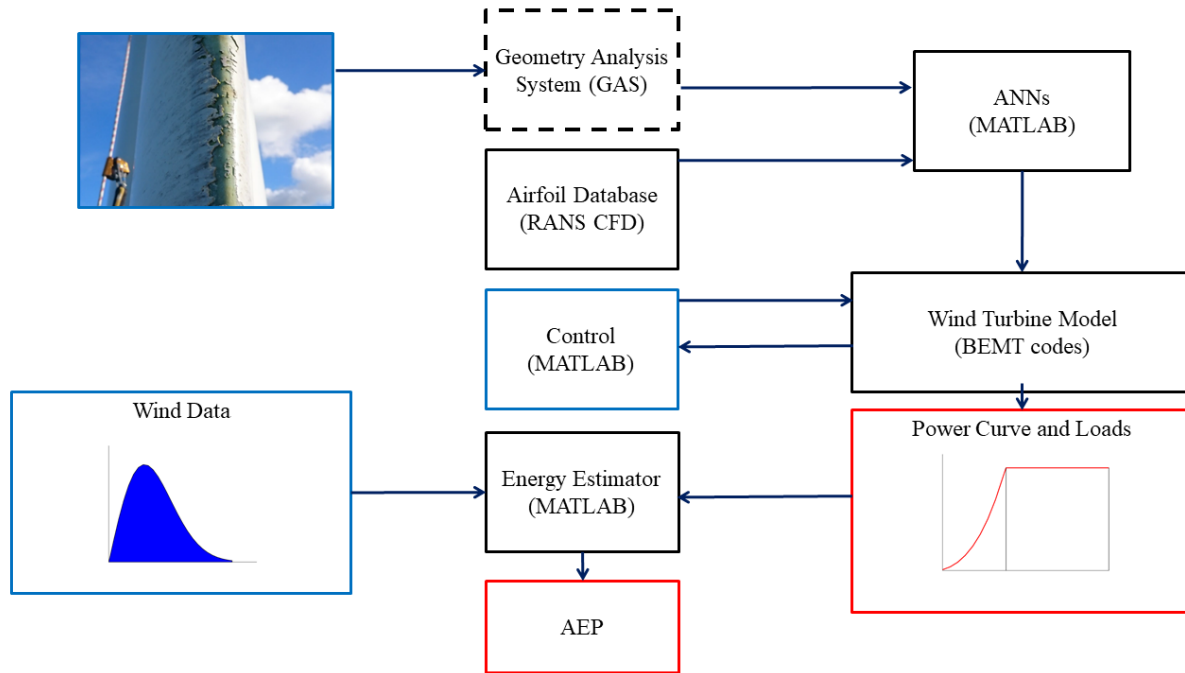 Geometry Analysis
System (GAS)
ANNs
(MATLAB)
Airfoil Database
(RANS CFD)
Control
(MATLAB)
Wind Turbine Model
(BEMT codes)
Wind Data
Energy Estimator
(MATLAB)
Power Curve and Loads
AEP